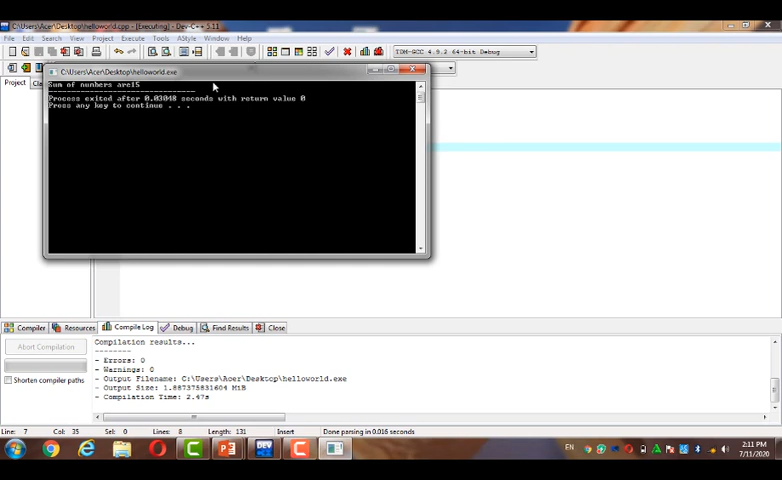 C:\Users\Acer\Desktop\helloworld.cpp - [Executing] - Dev-C++ 5.11
File Edit Search View Project Execute Tools AStyle Window Help
TDM-GCC 4.9.2 64-bit Debug
Project Cla
C:\Users\Acer\Desktop\helloworld.exe
Sum of numbers are15
--------------------------------
Process exited after 0.03048 seconds with return value 0
Press any key to continue . . .
Compiler Resources Compile Log Debug Find Results Close
Abort Compilation
Shorten compiler paths
Compilation results...
--------
- Errors: 0
- Warnings: 0
- Output Filename: C:\Users\Acer\Desktop\helloworld.exe
- Output Size: 1.887375831604 MiB
- Compilation Time: 2.47s
Line: 7 Col: 35 Sel: 0 Lines: 8 Length: 131 Insert Done parsing in 0.016 seconds
EN
2:11 PM
7/11/2020